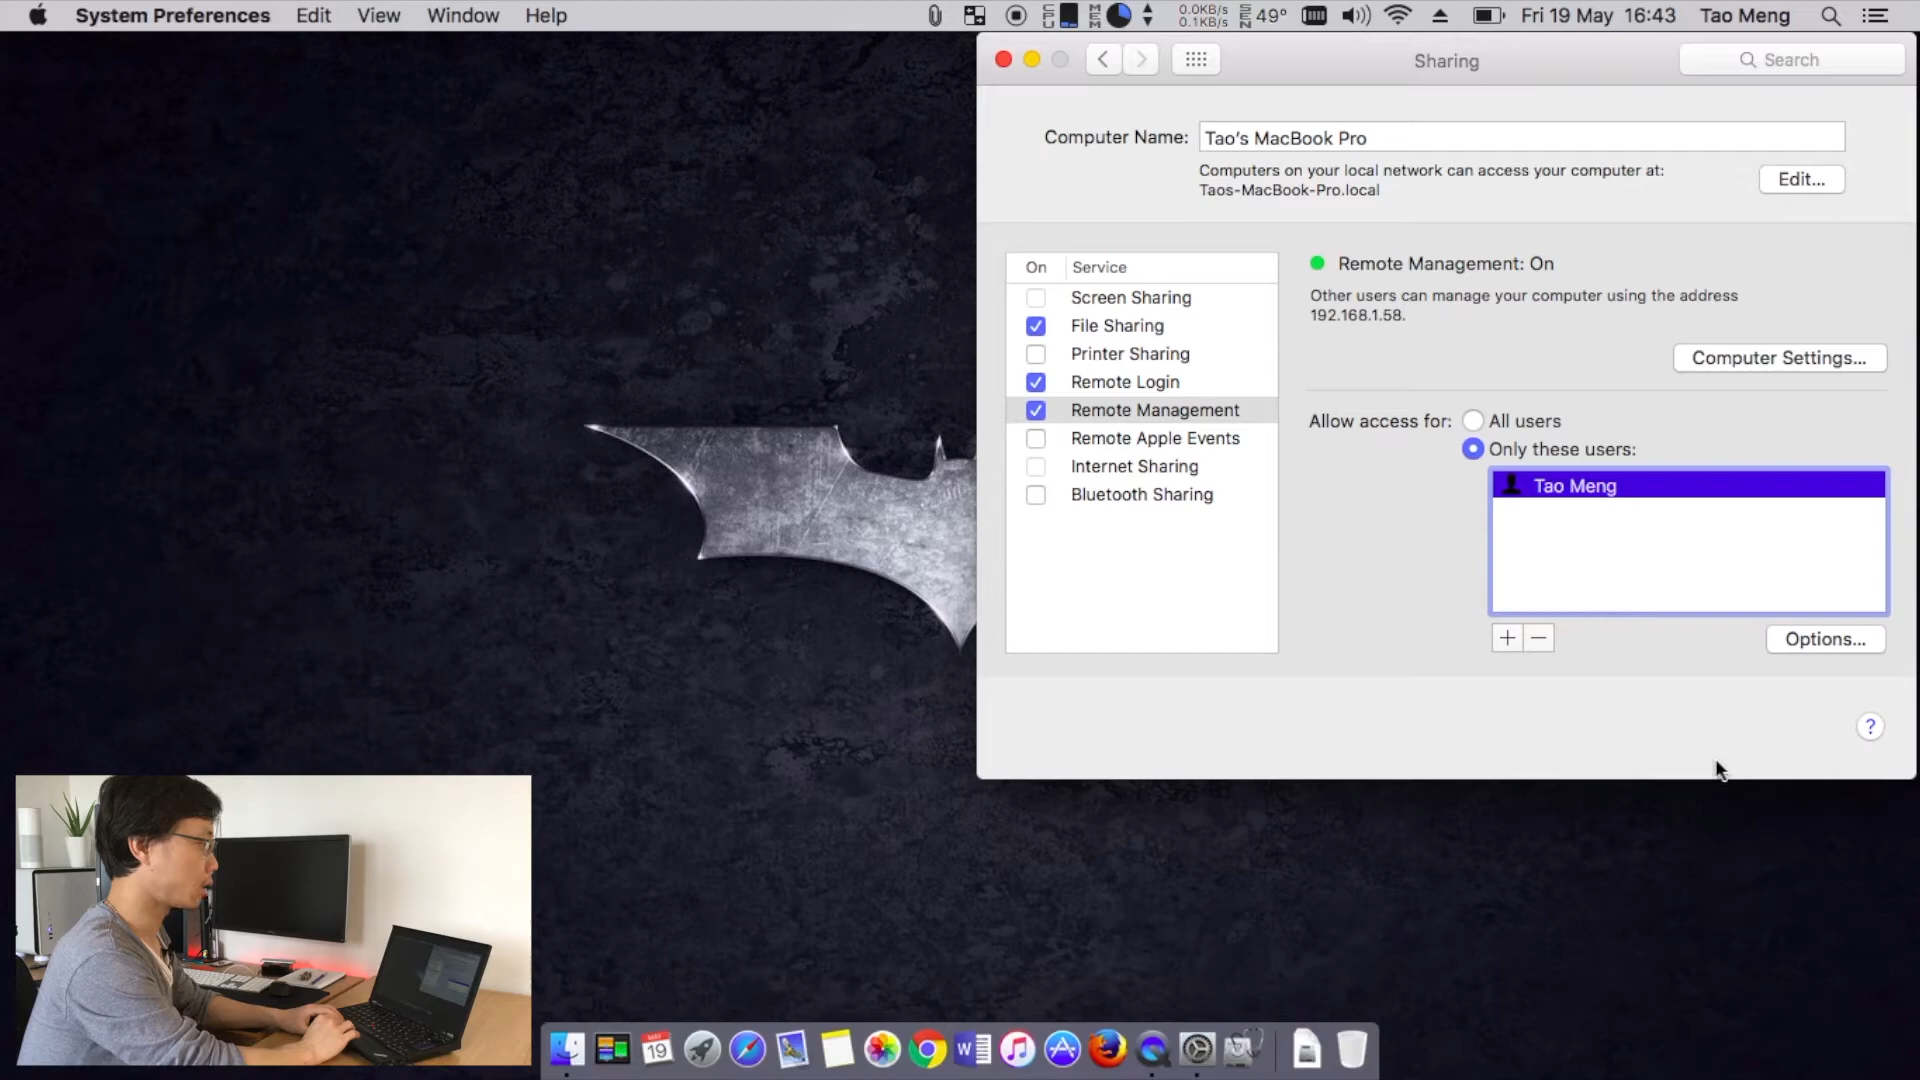 System Preferences Edit View Window Help
CPU MEM 0.0KB/s 0.1KB/s SEN 49° Fri 19 May 16:43 Tao Meng
Sharing
Search
Computer Name: Tao's MacBook Pro
Computers on your local network can access your computer at:
Taos-MacBook-Pro.local
Edit...
On Service
Screen Sharing
File Sharing
Printer Sharing
Remote Login
Remote Management
Remote Apple Events
Internet Sharing
Bluetooth Sharing
Remote Management: On
Other users can manage your computer using the address
192.168.1.58.
Computer Settings...
Allow access for: All users
Only these users:
Tao Meng
+ −
Options...
?
MAY
19
W